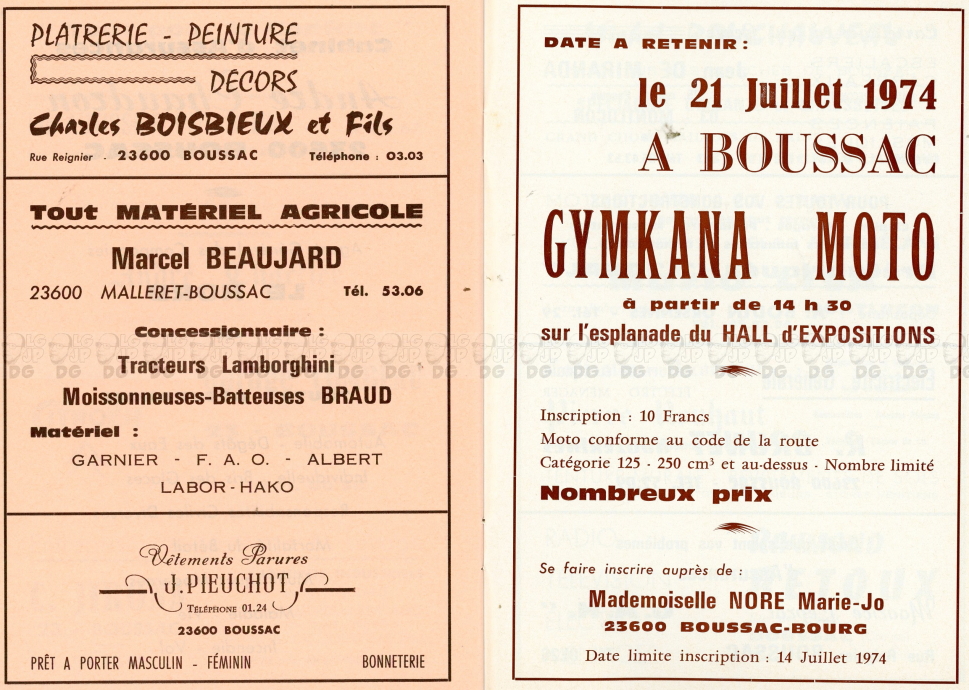 PLATRERIE - PEINTURE
DECORS
Charles BOISBIEUX et Fils
Rue Reignier - 23600 BOUSSAC Téléphone : 03.03
Tout MATÉRIEL AGRICOLE
Marcel BEAUJARD
23600 MALLERET-BOUSSAC Tél. 53.06
Concessionnaire :
Tracteurs Lamborghini
Moissonneuses-Batteuses BRAUD
Matériel :
GARNIER - F. A. O. - ALBERT
LABOR - HAKO
Vêtements Parures
J. PIEUCHOT
TÉLÉPHONE 01.24
23600 BOUSSAC
PRÊT A PORTER MASCULIN - FÉMININ BONNETERIE
DATE A RETENIR :
le 21 Juillet 1974
A BOUSSAC
GYMKANA MOTO
à partir de 14 h 30
sur l'esplanade du HALL d'EXPOSITIONS
Inscription : 10 Francs
Moto conforme au code de la route
Catégorie 125 - 250 cm³ et au-dessus - Nombre limité
Nombreux prix
Se faire inscrire auprès de :
Mademoiselle NORE Marie-Jo
23600 BOUSSAC-BOURG
Date limite inscription : 14 Juillet 1974